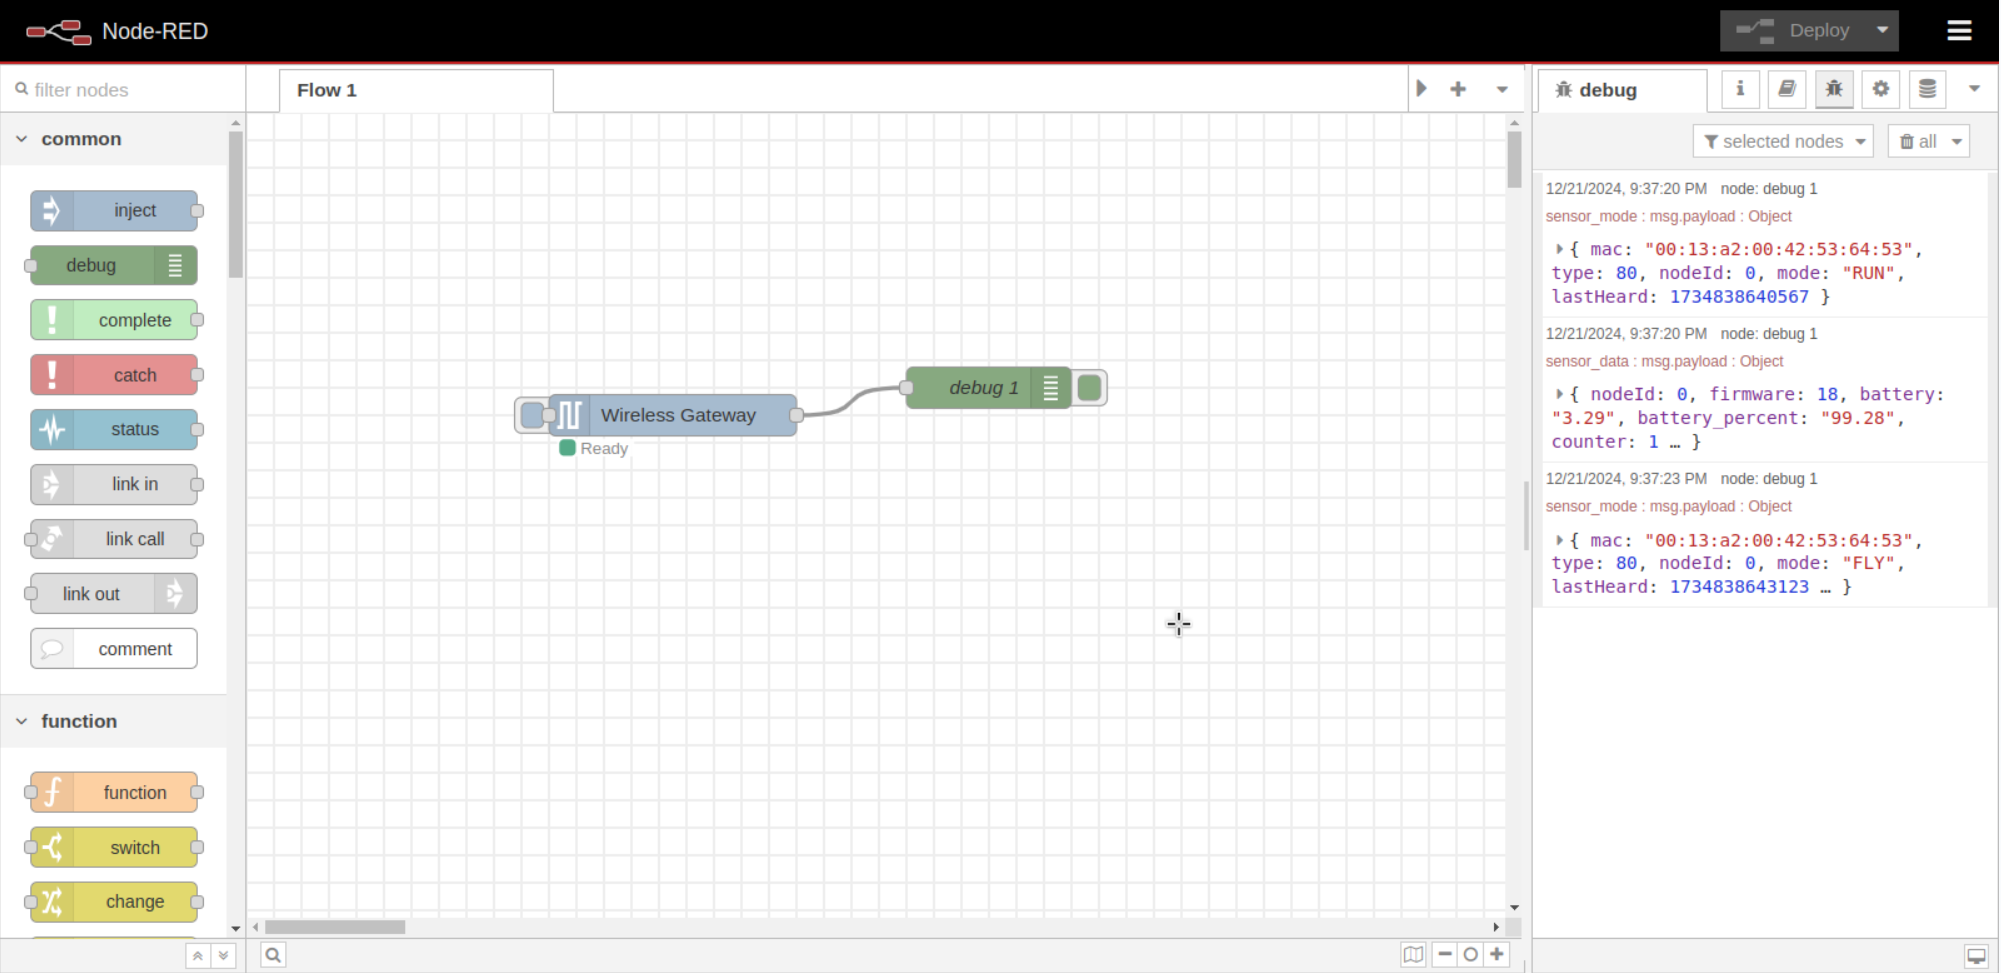 Node-RED
Deploy
filter nodes
Flow 1
debug
selected nodes
all
common
inject
debug
complete
catch
status
link in
link call
link out
comment
function
function
switch
change
Wireless Gateway
Ready
debug 1
12/21/2024, 9:37:20 PM node: debug 1
sensor_mode : msg.payload : Object
{ mac: "00:13:a2:00:42:53:64:53",
type: 80, nodeId: 0, mode: "RUN",
lastHeard: 1734838640567 }
12/21/2024, 9:37:20 PM node: debug 1
sensor_data : msg.payload : Object
{ nodeId: 0, firmware: 18, battery:
"3.29", battery_percent: "99.28",
counter: 1 … }
12/21/2024, 9:37:23 PM node: debug 1
sensor_mode : msg.payload : Object
{ mac: "00:13:a2:00:42:53:64:53",
type: 80, nodeId: 0, mode: "FLY",
lastHeard: 1734838643123 … }